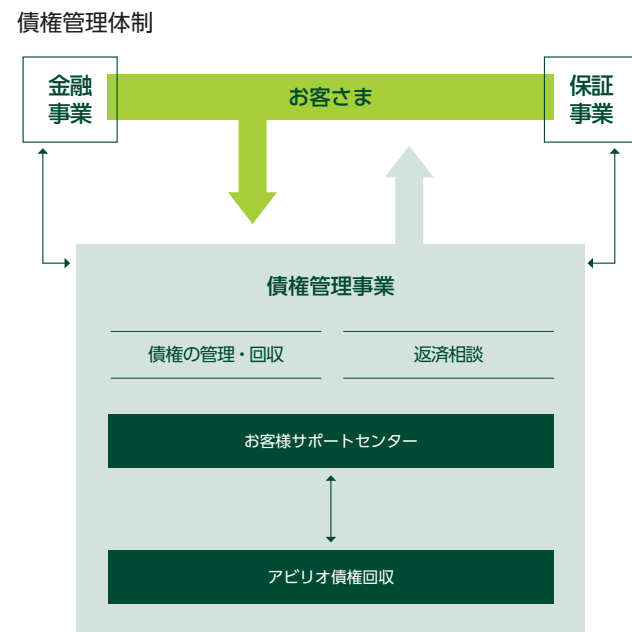 債権管理体制
金融
事業
お客さま
保証
事業
債権管理事業
債権の管理・回収
返済相談
お客様サポートセンター
アビリオ債権回収